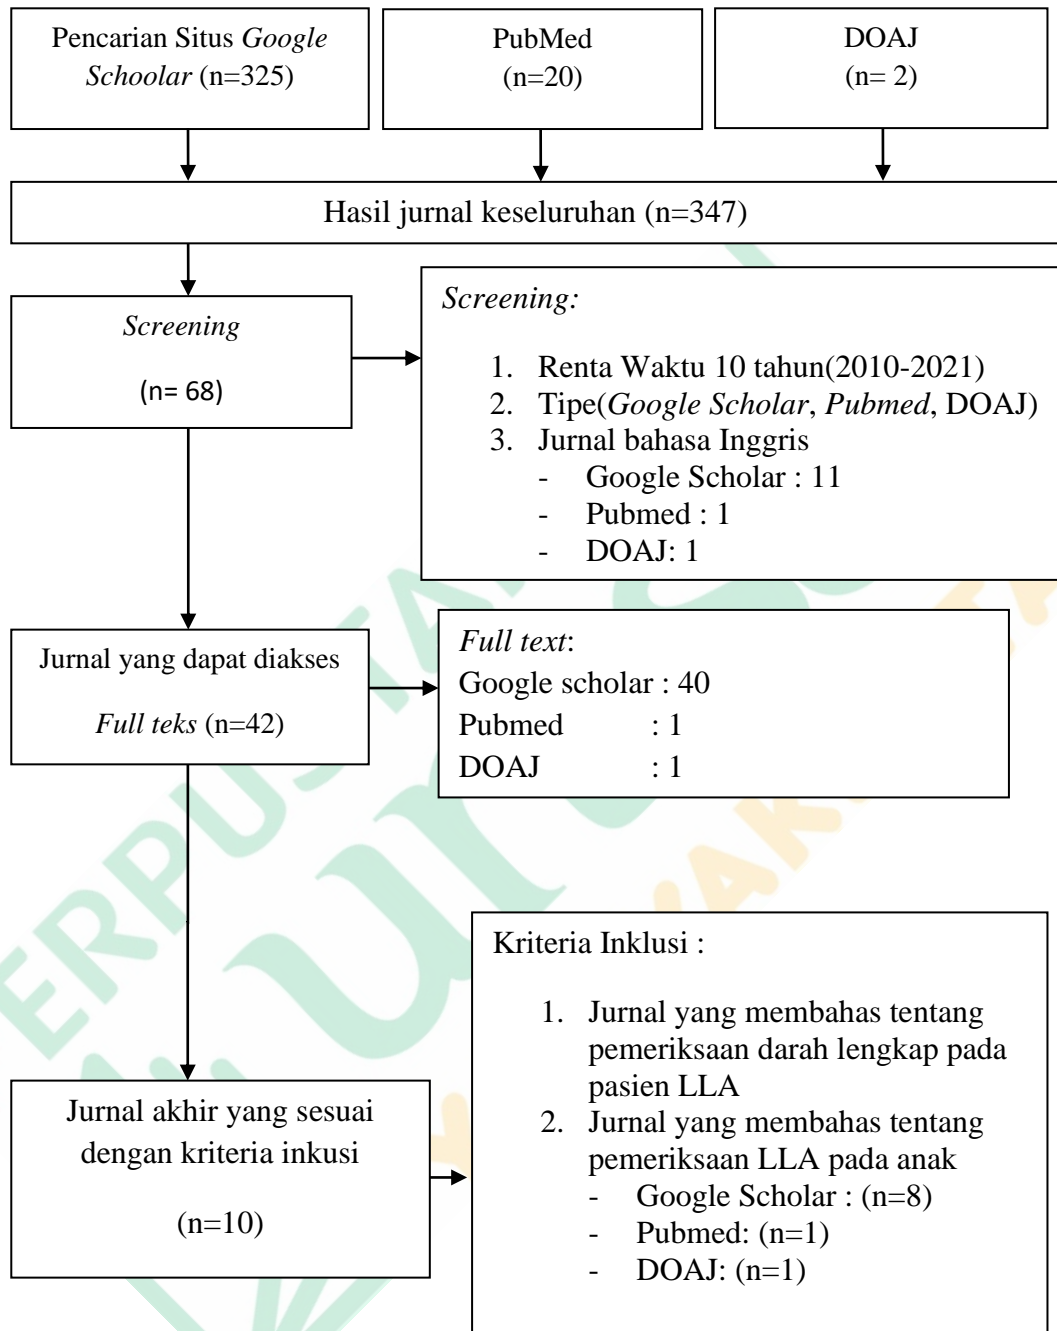 Pencarian Situs Google
Schoolar (n=325)
PubMed
(n=20)
DOAJ
(n= 2)
Hasil jurnal keseluruhan (n=347)
Screening
(n= 68)
Screening:
1. Renta Waktu 10 tahun(2010-2021)
2. Tipe(Google Scholar, Pubmed, DOAJ)
3. Jurnal bahasa Inggris
- Google Scholar : 11
- Pubmed : 1
- DOAJ: 1
Jurnal yang dapat diakses
Full teks (n=42)
Full text:
Google scholar : 40
Pubmed : 1
DOAJ : 1
Jurnal akhir yang sesuai
dengan kriteria inkusi
(n=10)
Kriteria Inklusi :
1. Jurnal yang membahas tentang
pemeriksaan darah lengkap pada
pasien LLA
2. Jurnal yang membahas tentang
pemeriksaan LLA pada anak
- Google Scholar : (n=8)
- Pubmed: (n=1)
- DOAJ: (n=1)